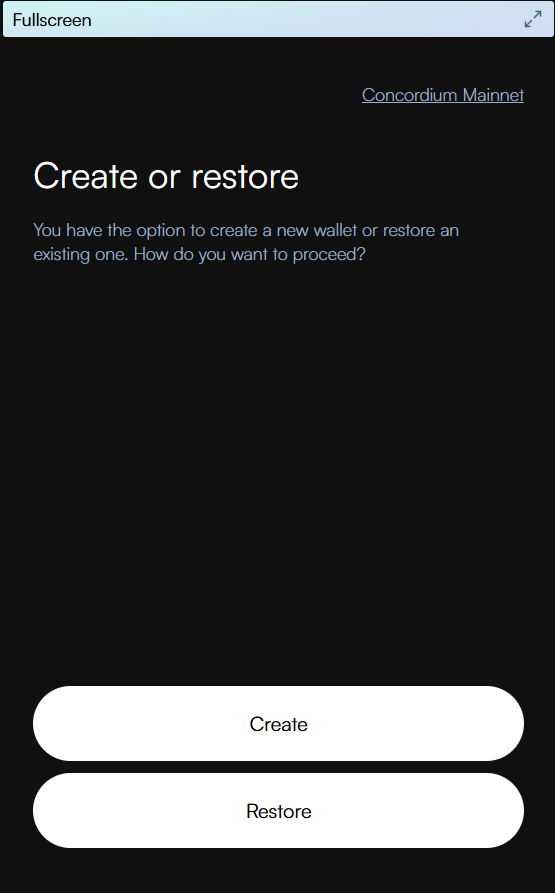 Fullscreen
Concordium Mainnet
Create or restore
You have the option to create a new wallet or restore an
existing one. How do you want to proceed?
Create
Restore